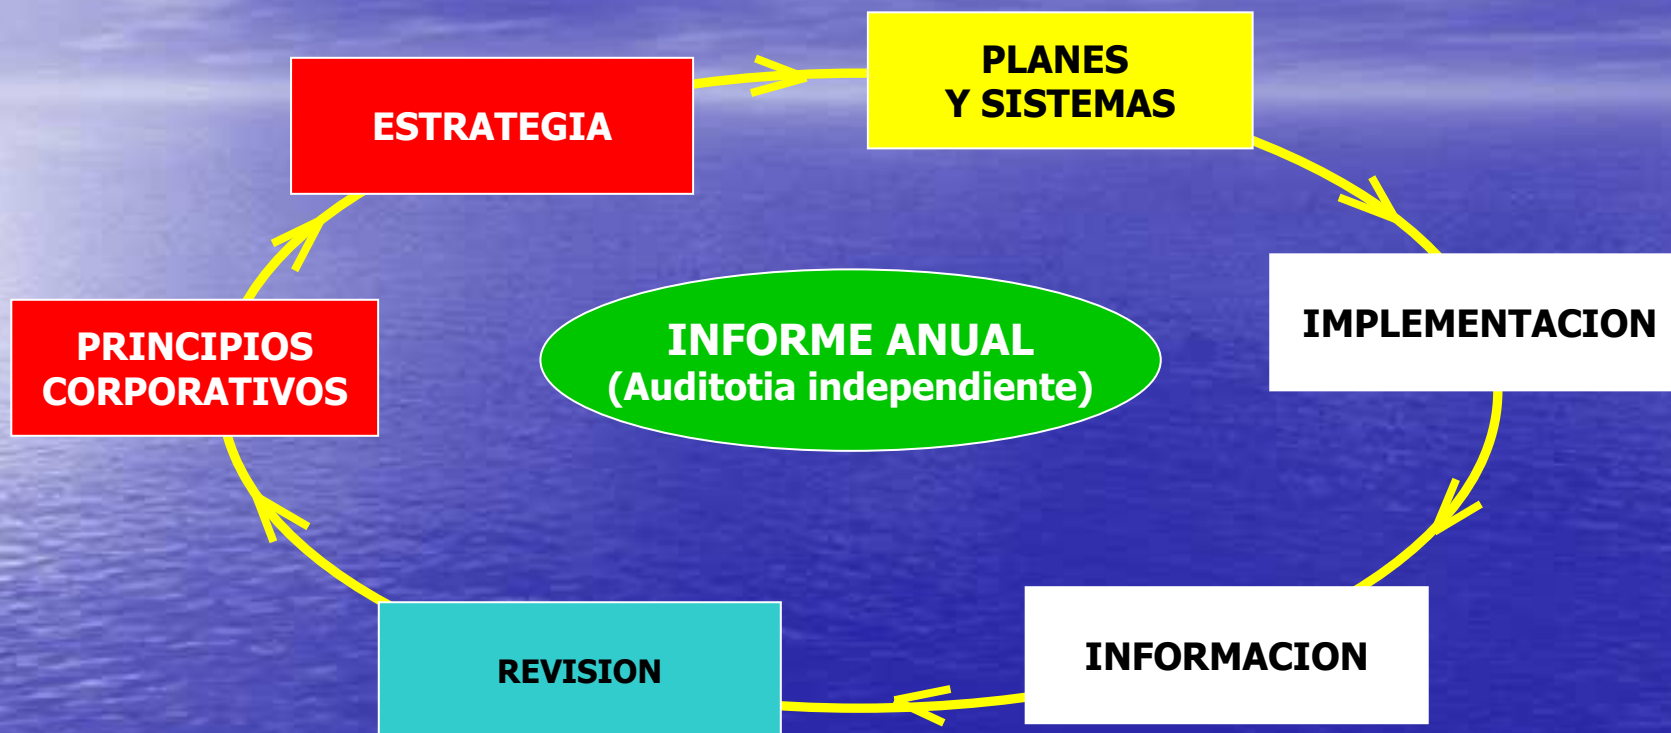 PLANES
Y SISTEMAS
ESTRATEGIA
IMPLEMENTACION
PRINCIPIOS
CORPORATIVOS
INFORME ANUAL
(Auditotia independiente)
INFORMACION
REVISION